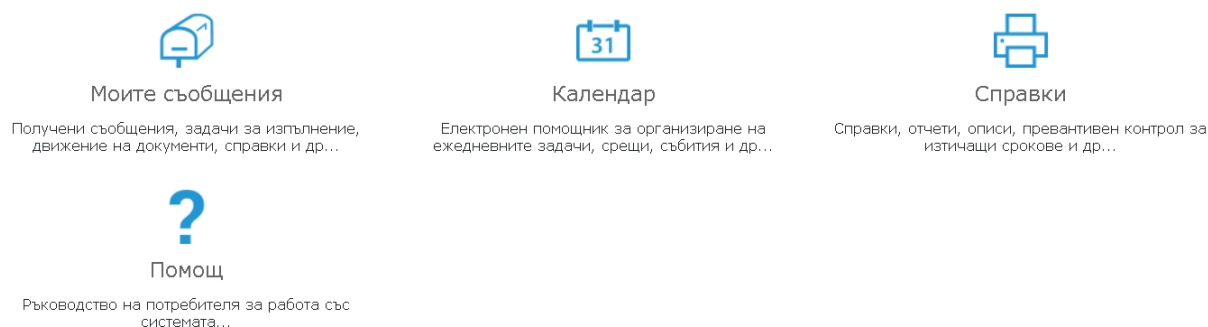 31
Моите съобщения
Получени съобщения, задачи за изпълнение,
движение на документи, справки и др...
Календар
Електронен помощник за организиране на
ежедневните задачи, срещи, събития и др...
Справки
Справки, отчети, описи, превантивен контрол за
изтичащи срокове и др...
?
Помощ
Ръководство на потребителя за работа със
системата...